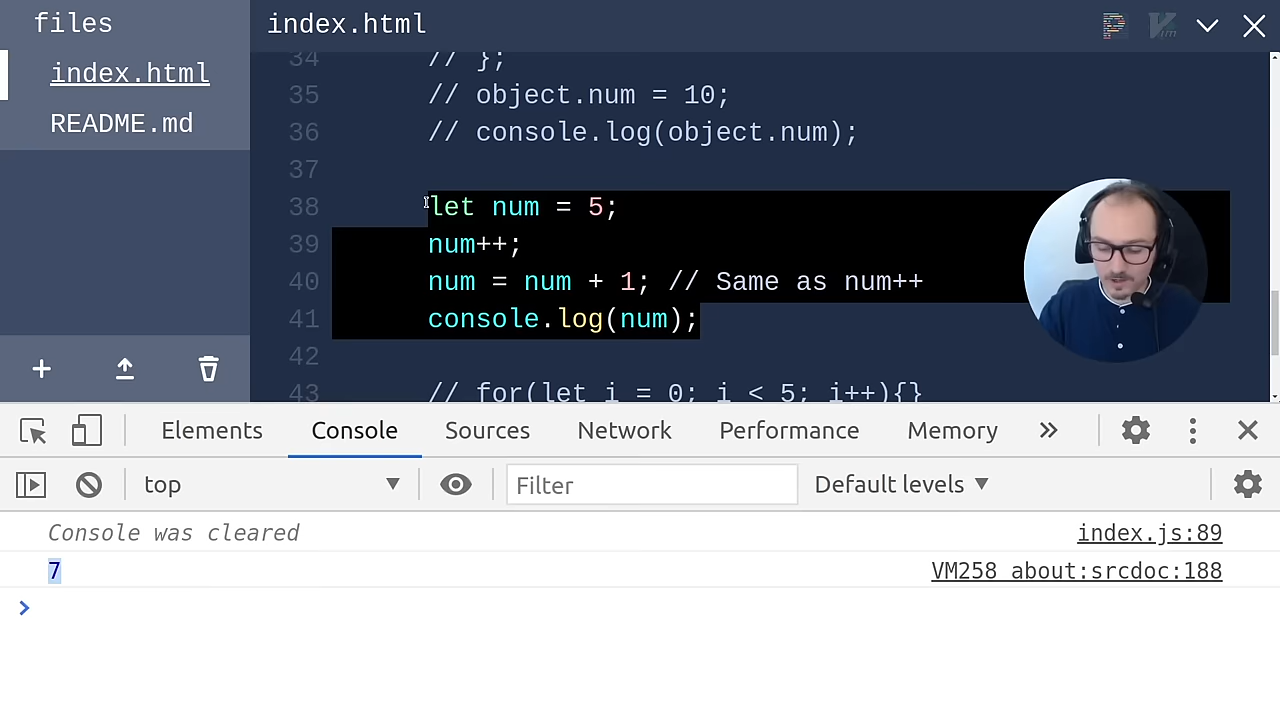 files
index.html
README.md
index.html
34 // };
35 // object.num = 10;
36 // console.log(object.num);
37
38 let num = 5;
39 num++;
40 num = num + 1; // Same as num++
41 console.log(num);
42
43 // for(let i = 0; i < 5; i++){}
Elements Console Sources Network Performance Memory »
top ▼ Filter Default levels ▼
Console was cleared index.js:89
7 VM258 about:srcdoc:188
>